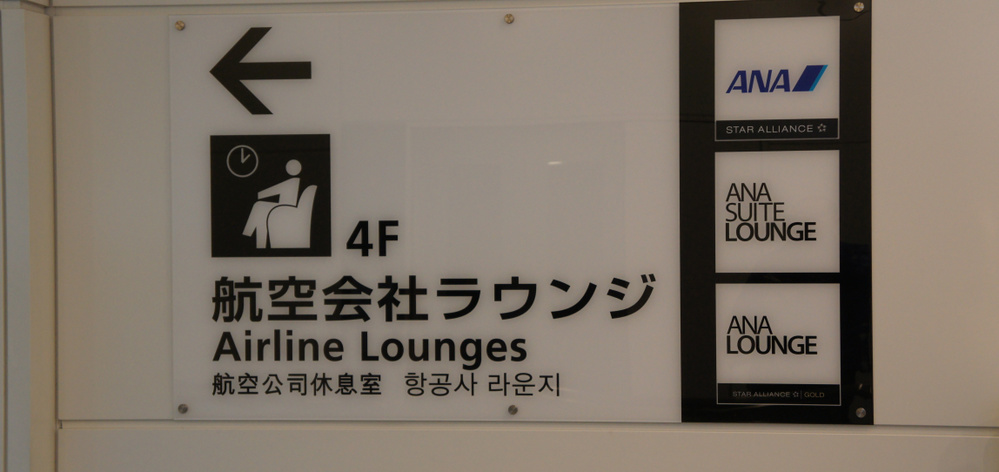 4F
航空会社ラウンジ
Airline Lounges
航空公司休息室 항공사 라운지
ANA
STAR ALLIANCE
ANA
SUITE
LOUNGE
ANA
LOUNGE
STAR ALLIANCE | GOLD